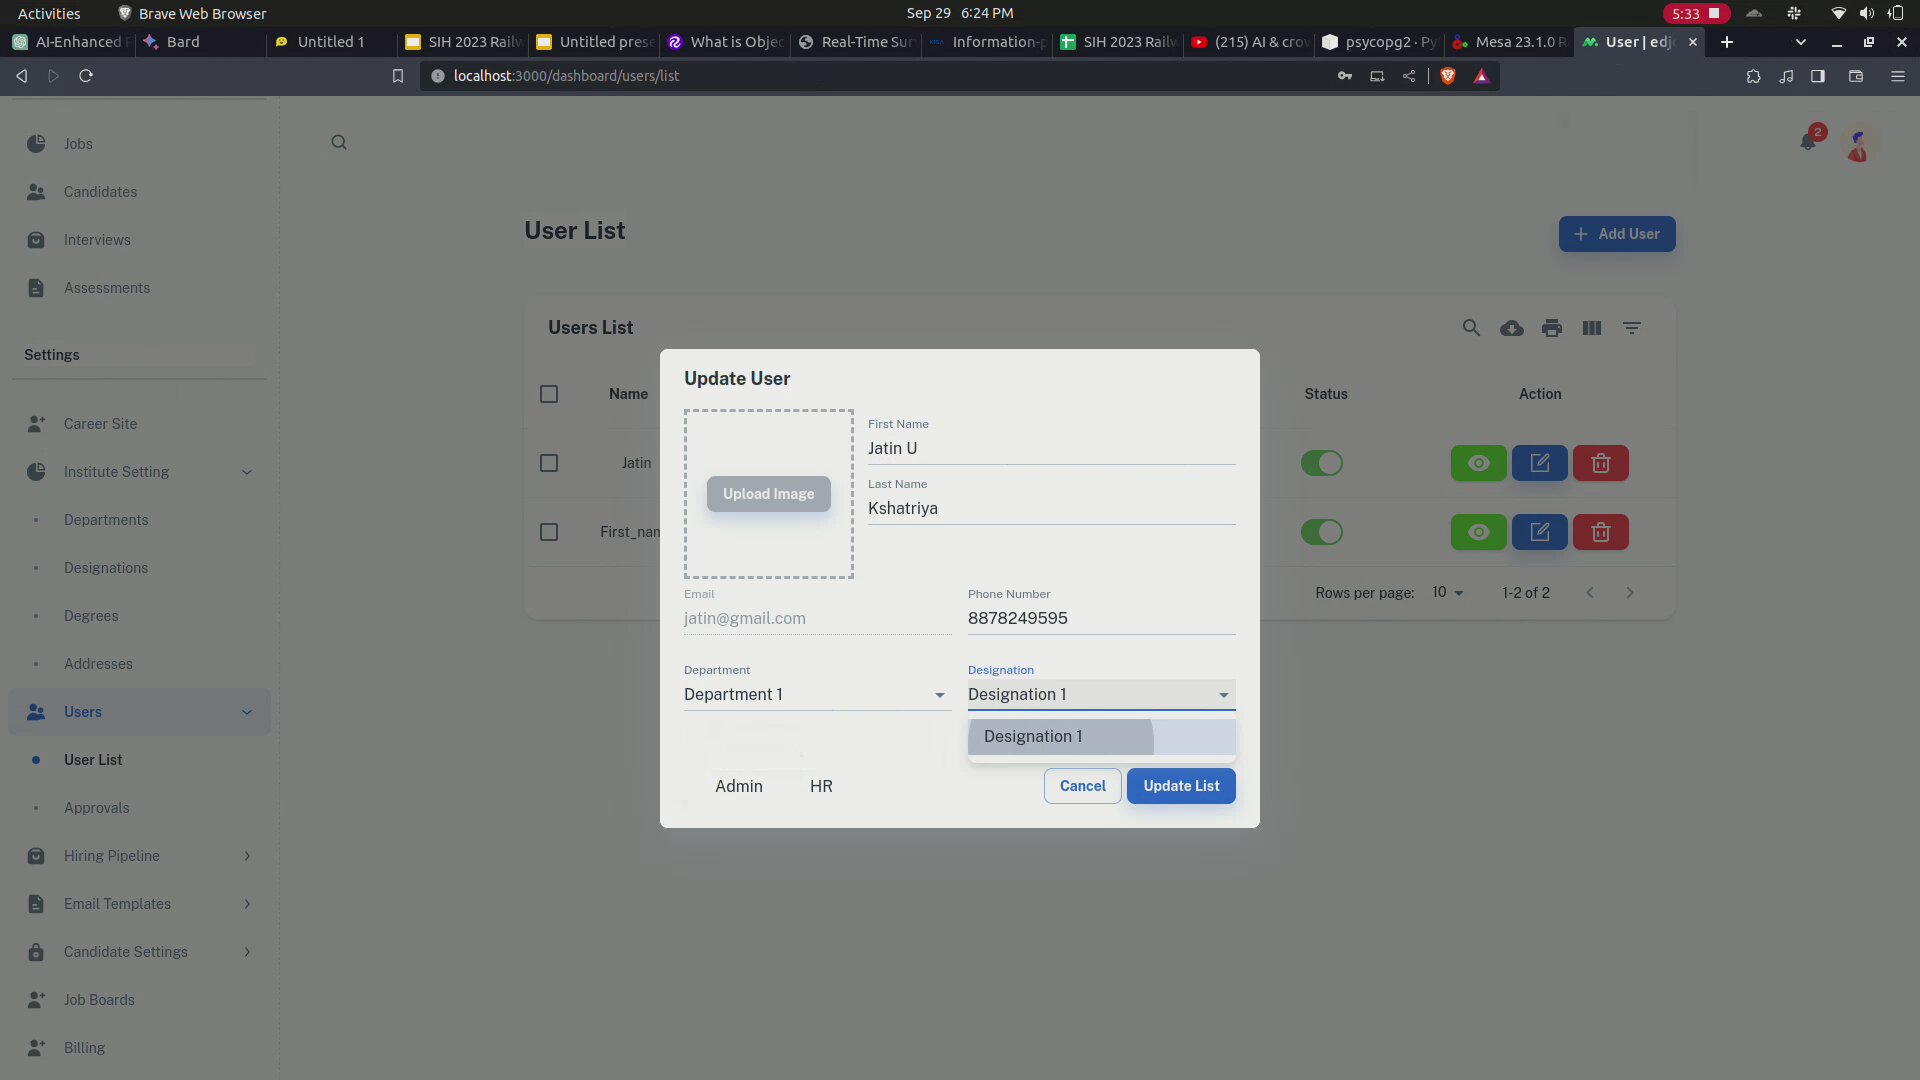 Activities
Brave Web Browser
Sep 29 6:24 PM
5:33
AI-Enhanced
Bard
Untitled 1
SIH 2023 Railw
Untitled prese
What is Objec
Real-Time Sur
Information-p
SIH 2023 Railw
(215) AI & crow
psycopg2 · Py
Mesa 23.1.0 R
User | edjo
localhost:3000/dashboard/users/list
Jobs
Candidates
Interviews
Assessments
Settings
Career Site
Institute Setting
Departments
Designations
Degrees
Addresses
Users
User List
Approvals
Hiring Pipeline
Email Templates
Candidate Settings
Job Boards
Billing
2
User List
Add User
Users List
Name
Status
Action
Jatin
First_nam
Rows per page:
10
1-2 of 2
Update User
Upload Image
First Name
Jatin U
Last Name
Kshatriya
Email
jatin@gmail.com
Phone Number
8878249595
Department
Department 1
Designation
Designation 1
Designation 1
Admin
HR
Cancel
Update List